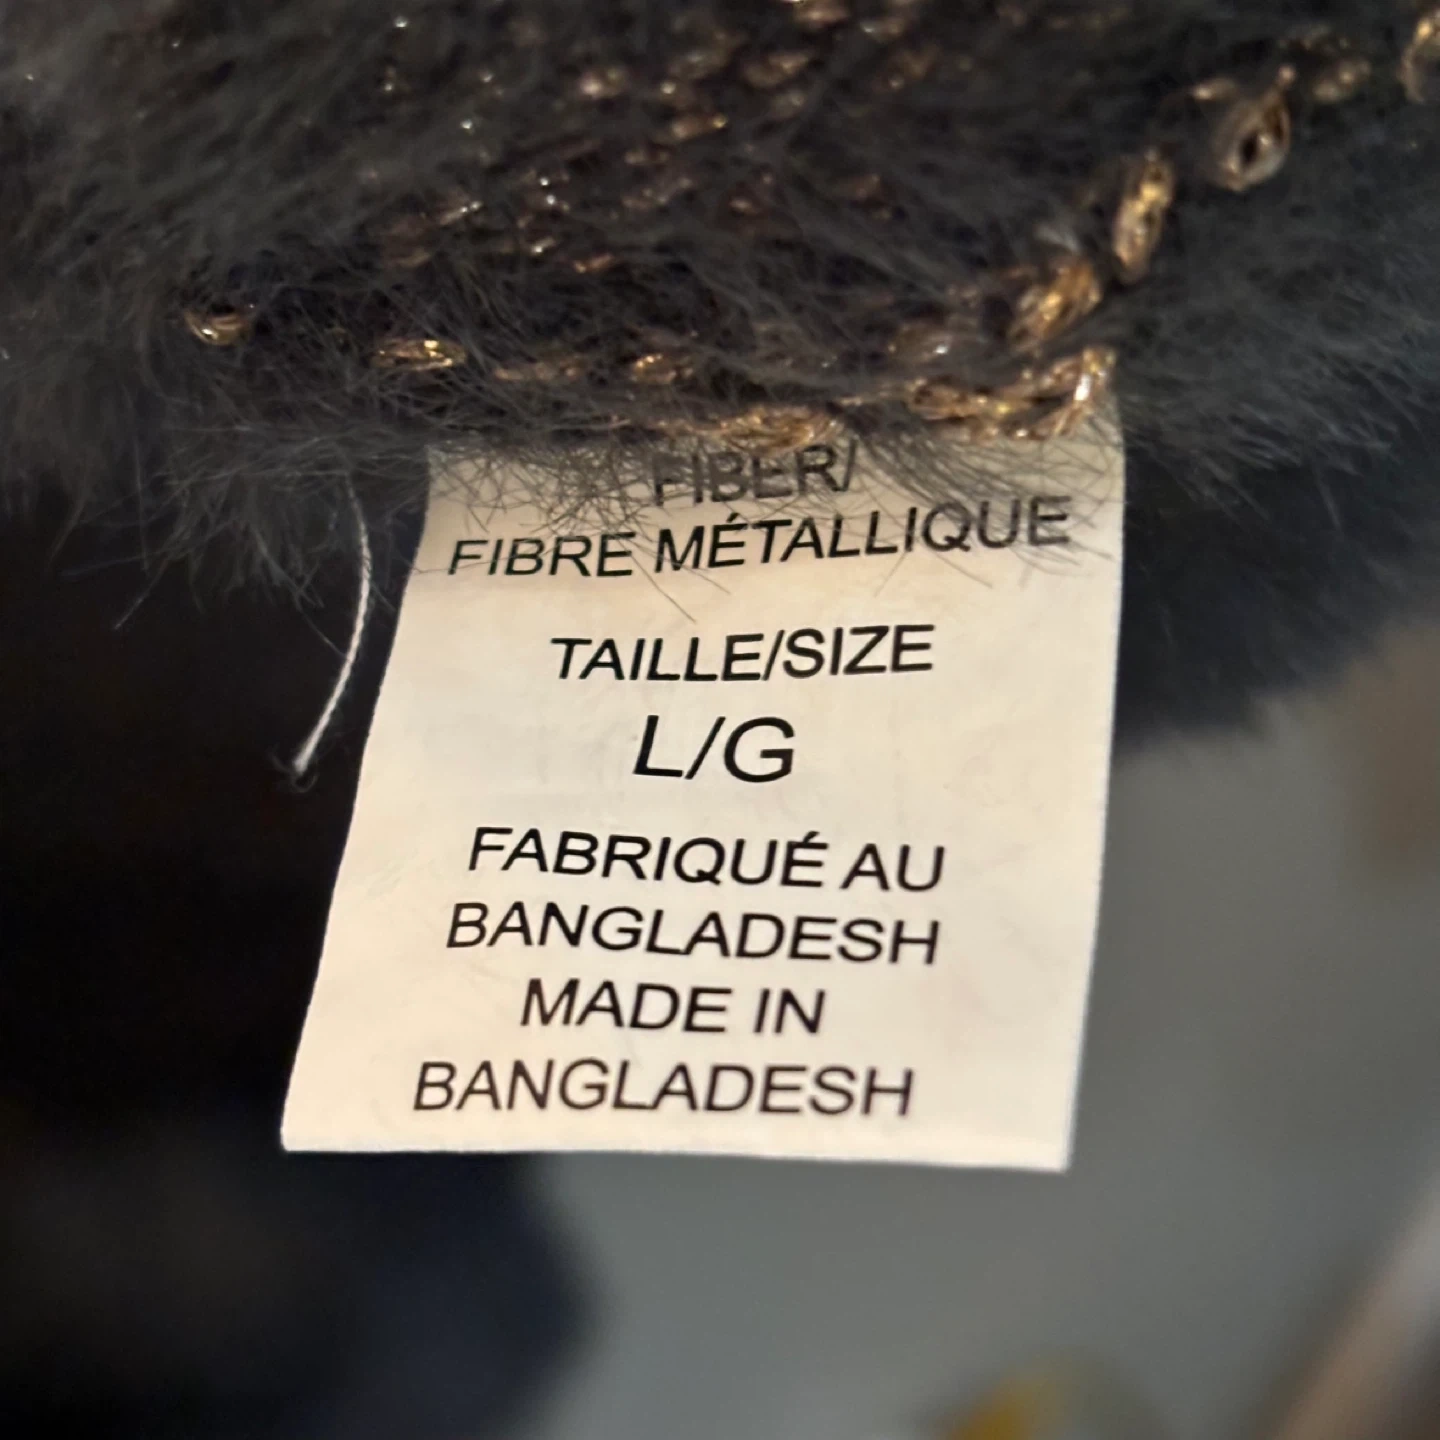 FIBER/
FIBRE MÉTALLIQUE
TAILLE/SIZE
L/G
FABRIQUÉ AU
BANGLADESH
MADE IN
BANGLADESH